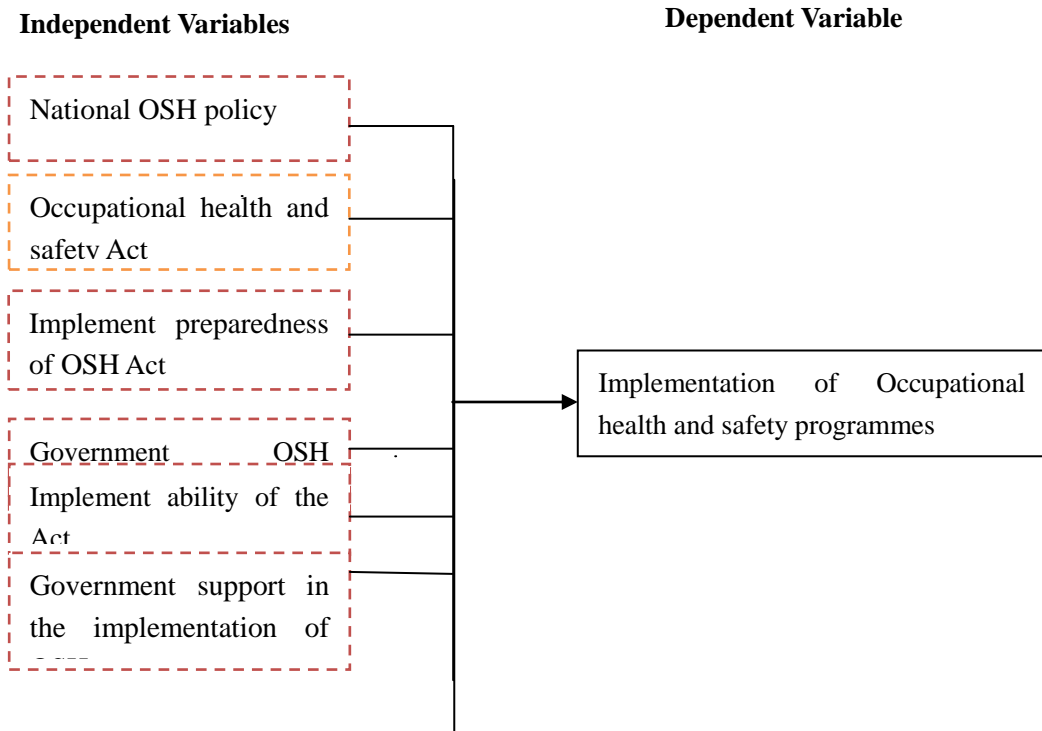 Independent Variables
Dependent Variable
National OSH policy
Occupational health and
safety Act
Implement preparedness
of OSH Act
Government OSH
Implement ability of the
Act
Government support in
the implementation of
Implementation of Occupational
health and safety programmes